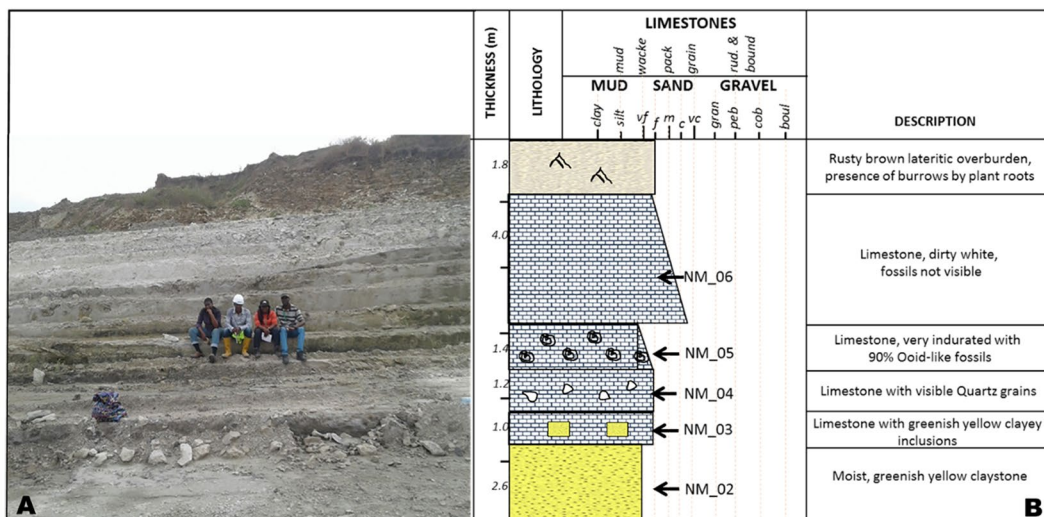 LIMESTONES
THICKNESS (m)
LITHOLOGY
mud
wacke
pack
grain
rud. &
bound
MUD SAND GRAVEL
clay
silt
vf
f
m
c
vc
gran
peb
cob
boul
DESCRIPTION
1.8
Rusty brown lateritic overburden,
presence of burrows by plant roots
4.0
NM_06
Limestone, dirty white,
fossils not visible
1.4
NM_05
Limestone, very indurated with
90% Ooid-like fossils
1.2
NM_04
Limestone with visible Quartz grains
1.0
NM_03
Limestone with greenish yellow clayey
inclusions
2.6
NM_02
Moist, greenish yellow claystone
A
B